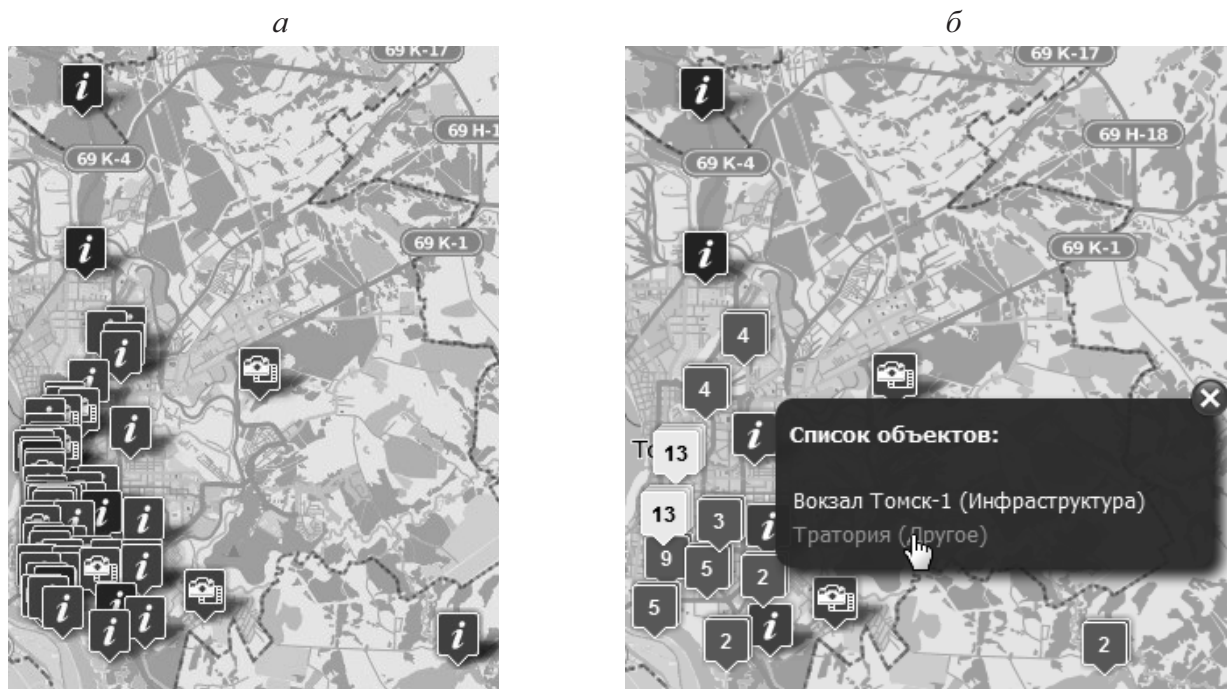 а
б
69 К-17
69 Н-1
69 К-4
69 К-1
i
i
i
i
i
i
i
i
i
i
i
i
i
i
69 К-17
69 Н-18
69 К-4
69 К-1
i
i
4
4
i
То
13
13
3
i
9
5
2
5
2
i
2
Список объектов:
Вокзал Томск-1 (Инфраструктура)
Тратория (Другое)